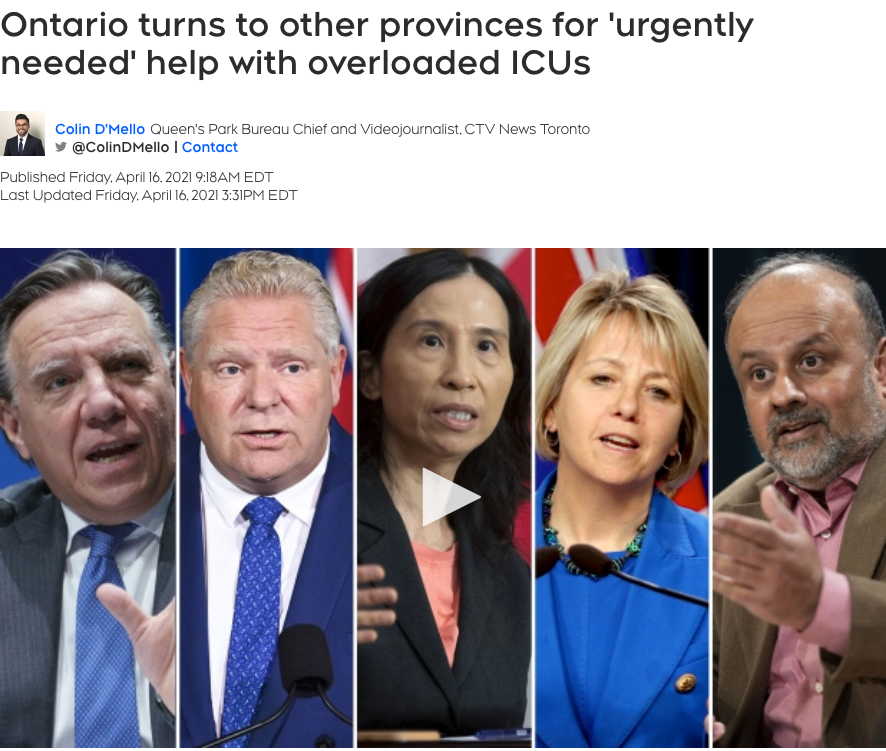 Ontario turns to other provinces for 'urgently
needed' help with overloaded ICUs
Colin D'Mello Queen's Park Bureau Chief and Videojournalist, CTV News Toronto
@ColinDMello | Contact
Published Friday, April 16, 2021 9:18AM EDT
Last Updated Friday, April 16, 2021 3:31PM EDT